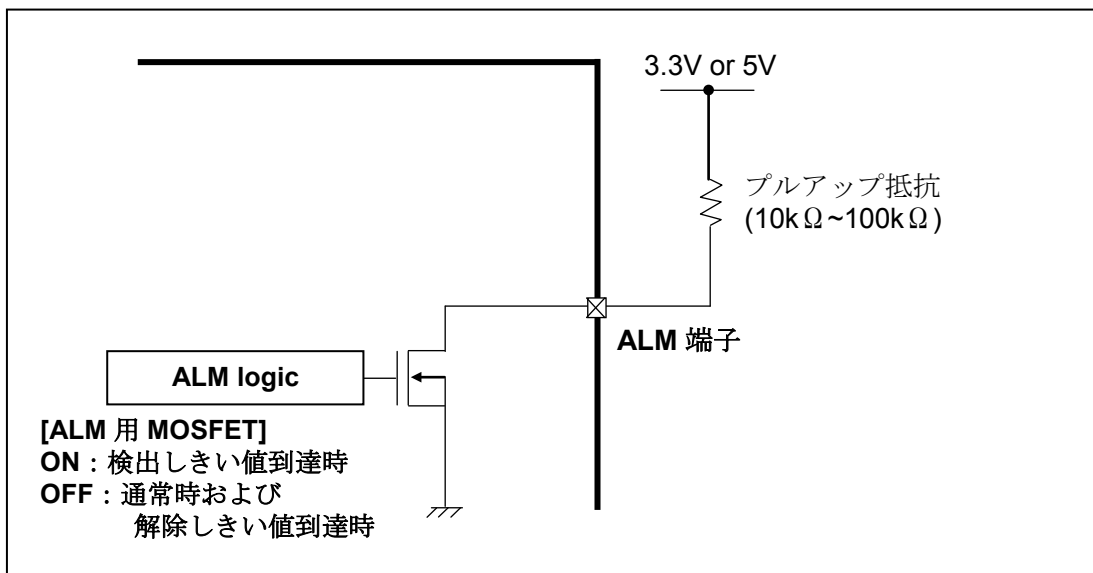 3.3V or 5V
プルアップ抵抗
(10kΩ~100kΩ)
ALM 端子
ALM logic
[ALM 用 MOSFET]
ON：検出しきい値到達時
OFF：通常時および
解除しきい値到達時